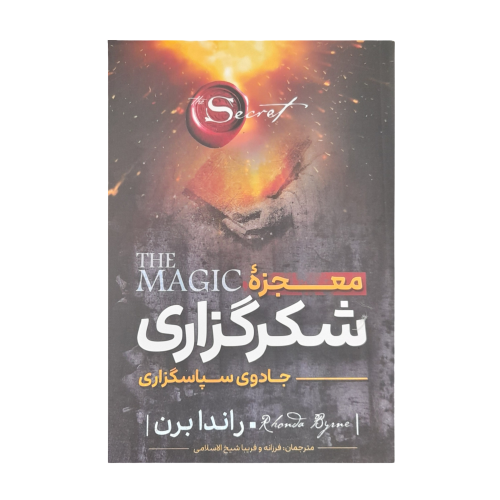 the Secret
THE
MAGIC معجزهٔ
شکرگزاری
جادوی سپاسگزاری
| راندا برن . Rhonda Byrne |
مترجمان: فرزانه و فریبا شیخ الاسلامی